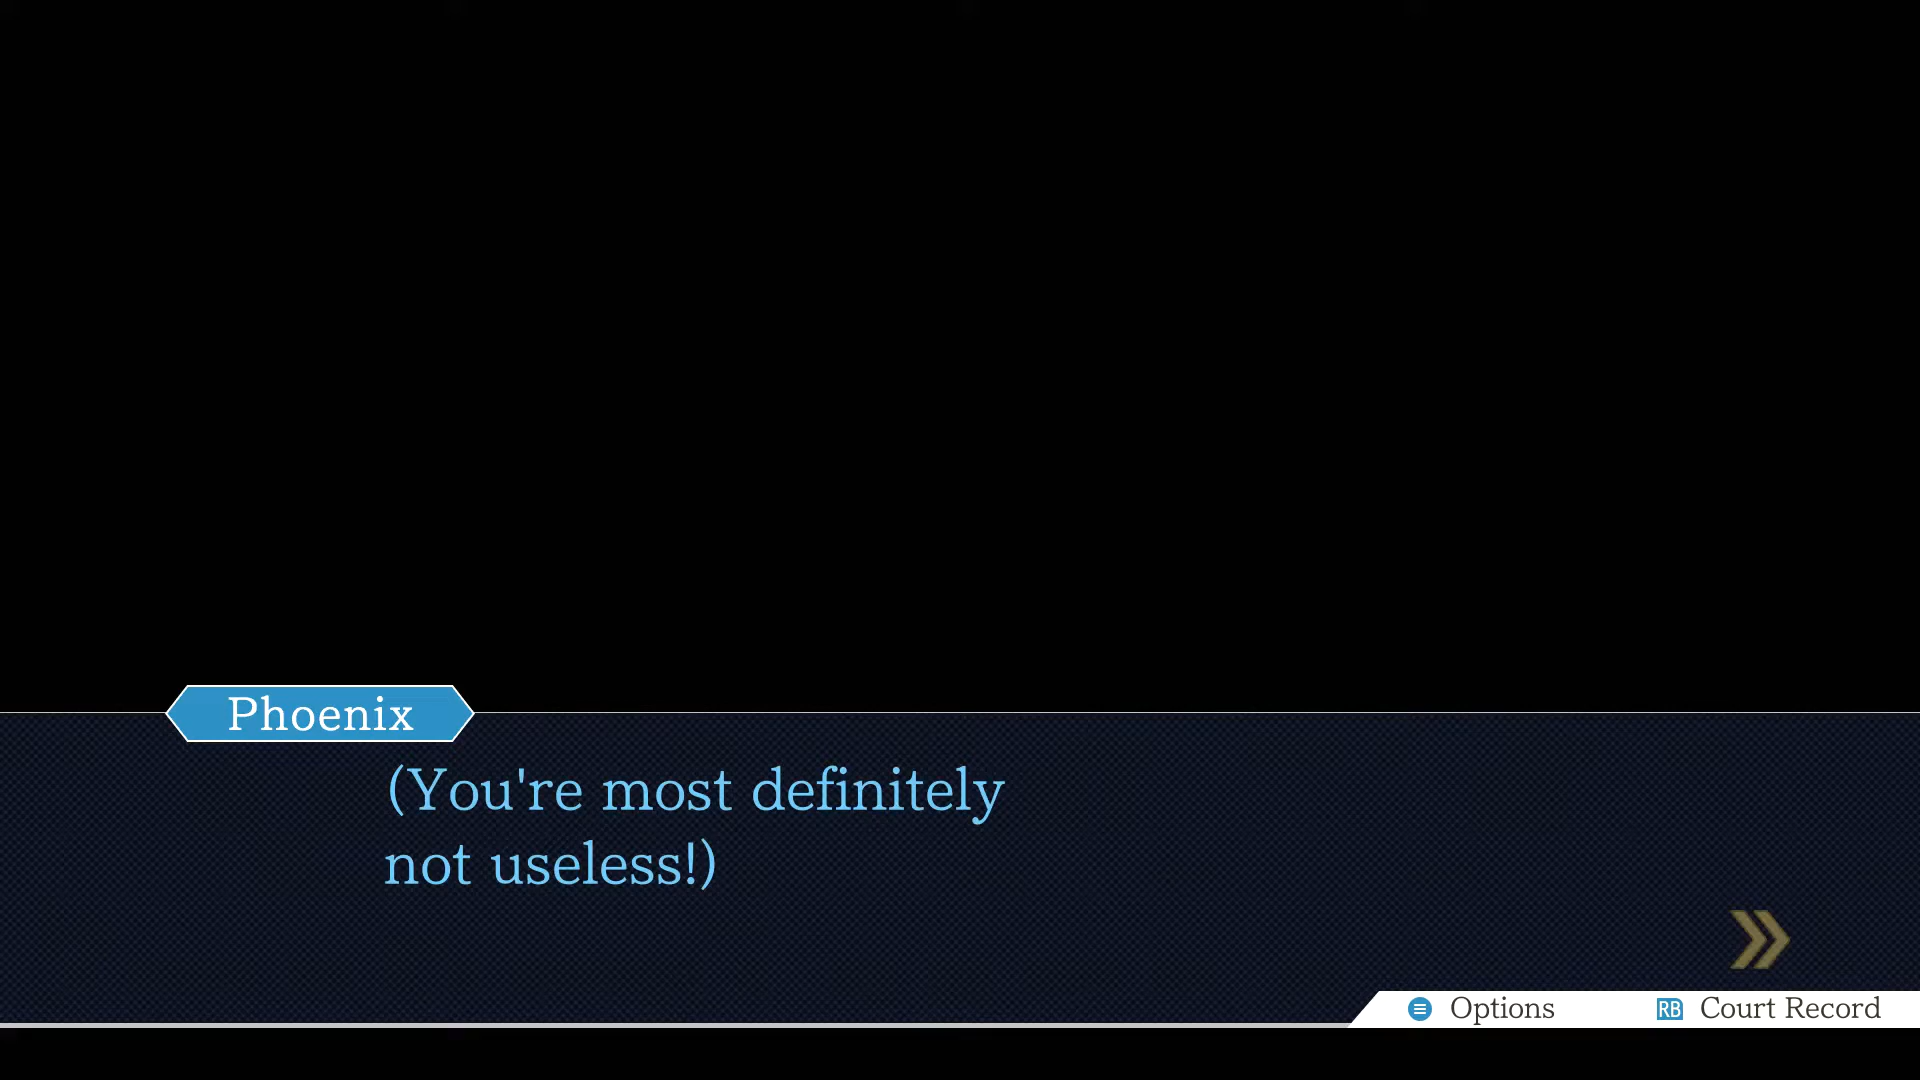 Phoenix
(You're most definitely
not useless!)
Options
RB Court Record